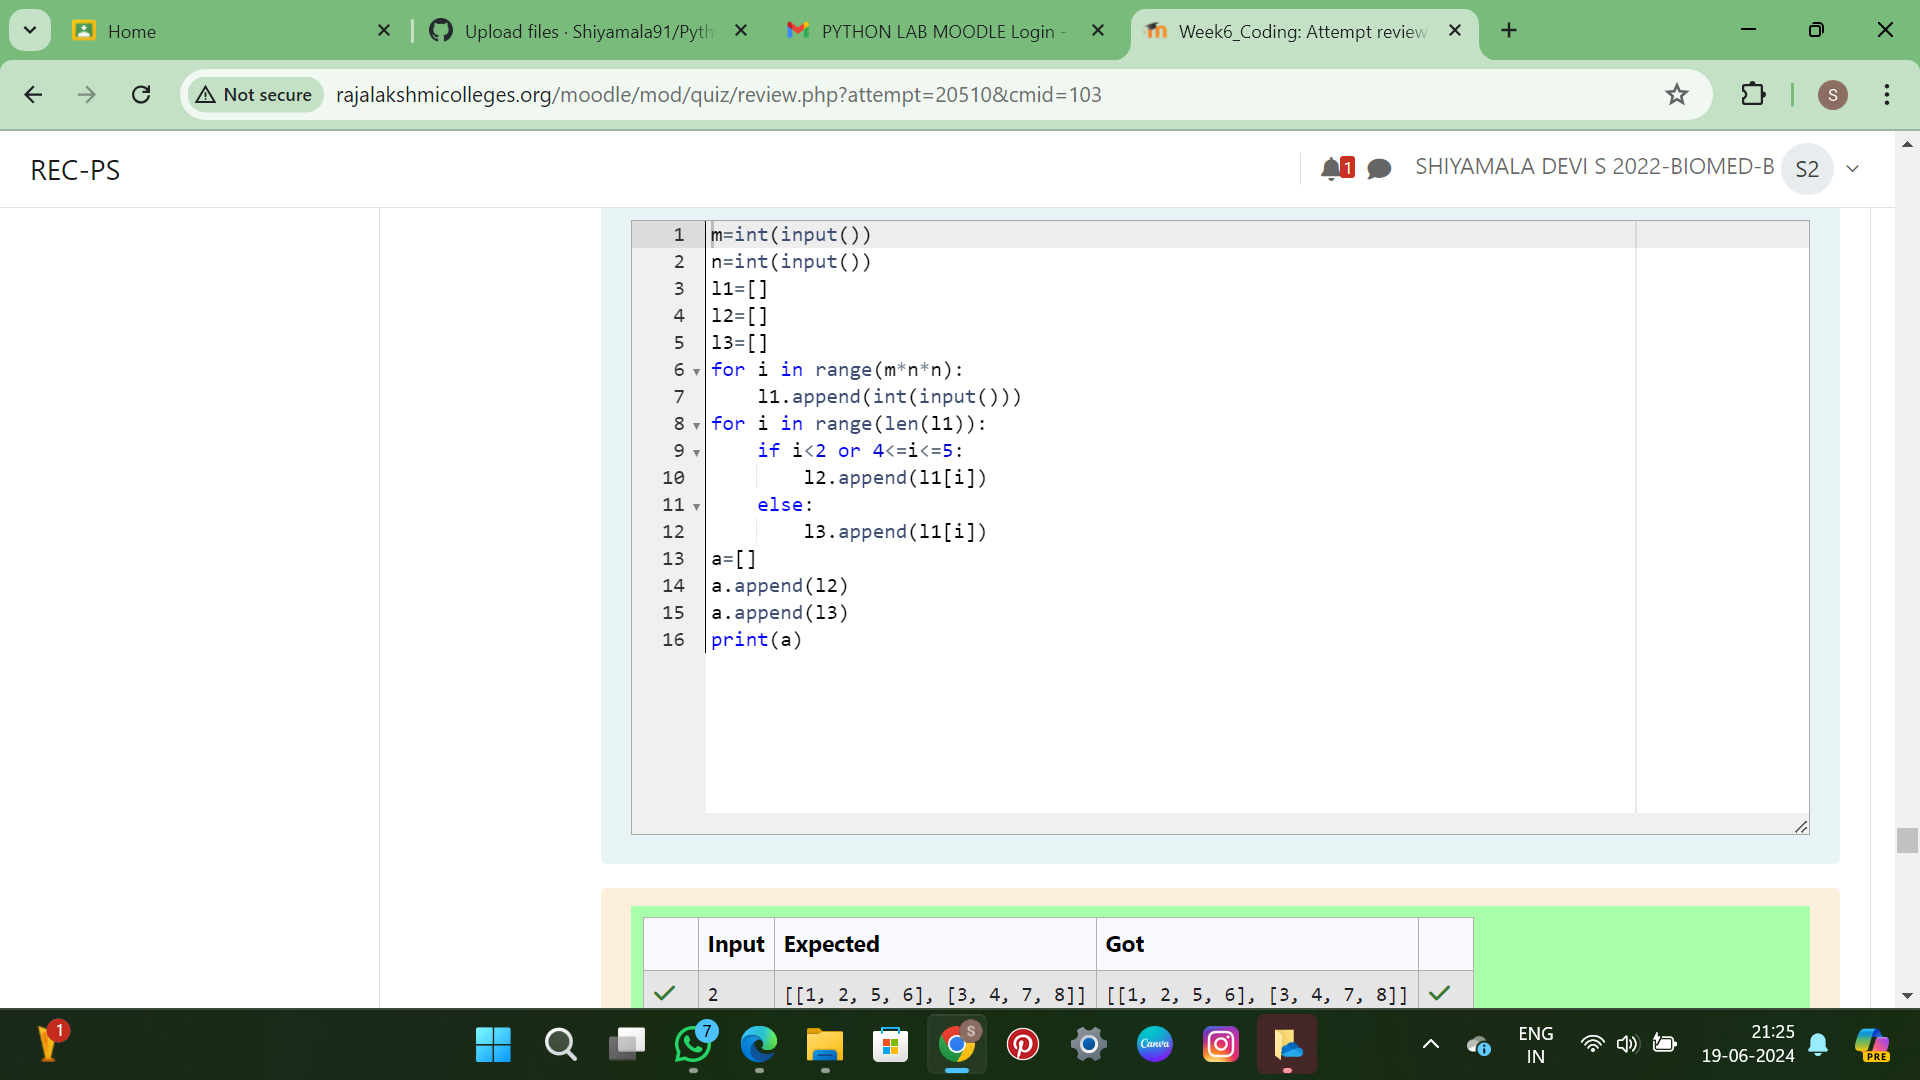 Home
Upload files · Shiyamala91/Pyth
PYTHON LAB MOODLE Login -
Week6_Coding: Attempt review
Not secure
rajalakshmicolleges.org/moodle/mod/quiz/review.php?attempt=20510&cmid=103
S
REC-PS
1
SHIYAMALA DEVI S 2022-BIOMED-B
S2
1 m=int(input())
2 n=int(input())
3 l1=[]
4 l2=[]
5 l3=[]
6 for i in range(m*n*n):
7     l1.append(int(input()))
8 for i in range(len(l1)):
9     if i<2 or 4<=i<=5:
10         l2.append(l1[i])
11     else:
12         l3.append(l1[i])
13 a=[]
14 a.append(l2)
15 a.append(l3)
16 print(a)
Input Expected Got
2 [[1, 2, 5, 6], [3, 4, 7, 8]] [[1, 2, 5, 6], [3, 4, 7, 8]]
1
7
S
Canva
ENG
IN
21:25
19-06-2024
PRE